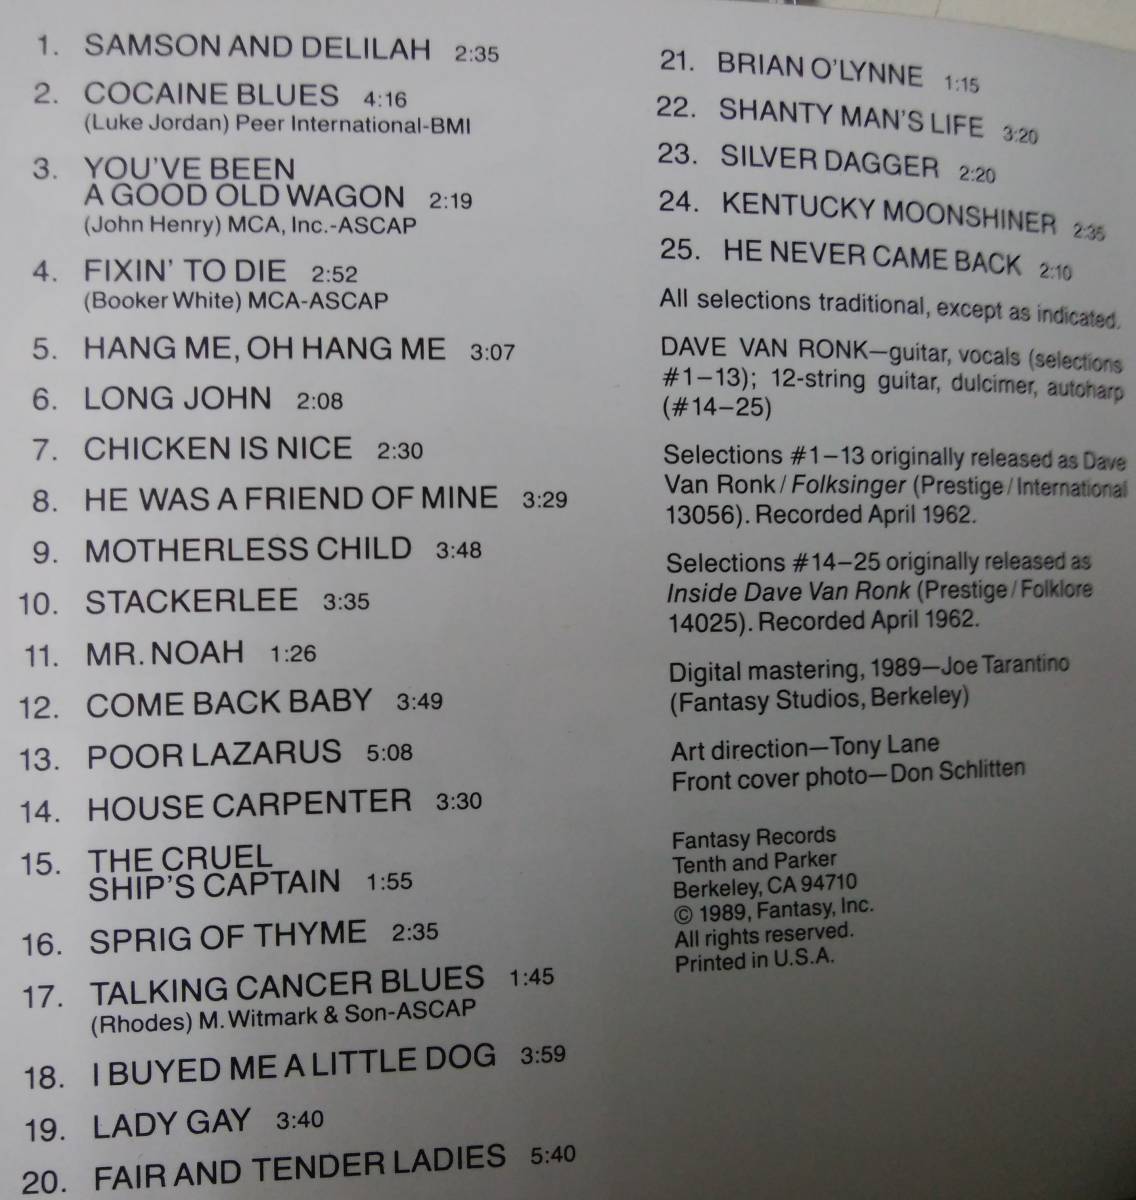 1. SAMSON AND DELILAH 2:35
2. COCAINE BLUES 4:16
(Luke Jordan) Peer International-BMI
3. YOU'VE BEEN
A GOOD OLD WAGON 2:19
(John Henry) MCA, Inc.-ASCAP
4. FIXIN' TO DIE 2:52
(Booker White) MCA-ASCAP
5. HANG ME, OH HANG ME 3:07
6. LONG JOHN 2:08
7. CHICKEN IS NICE 2:30
8. HE WAS A FRIEND OF MINE 3:29
9. MOTHERLESS CHILD 3:48
10. STACKERLEE 3:35
11. MR. NOAH 1:26
12. COME BACK BABY 3:49
13. POOR LAZARUS 5:08
14. HOUSE CARPENTER 3:30
15. THE CRUEL
SHIP'S CAPTAIN 1:55
16. SPRIG OF THYME 2:35
17. TALKING CANCER BLUES 1:45
(Rhodes) M. Witmark & Son-ASCAP
18. I BUYED ME A LITTLE DOG 3:59
19. LADY GAY 3:40
20. FAIR AND TENDER LADIES 5:40
21. BRIAN O'LYNNE 1:15
22. SHANTY MAN'S LIFE 3:20
23. SILVER DAGGER 2:20
24. KENTUCKY MOONSHINER 2:35
25. HE NEVER CAME BACK 2:10
All selections traditional, except as indicated.
DAVE VAN RONK—guitar, vocals (selections
#1–13); 12-string guitar, dulcimer, autoharp
(#14–25)
Selections #1–13 originally released as Dave
Van Ronk/Folksinger (Prestige/International
13056). Recorded April 1962.
Selections #14–25 originally released as
Inside Dave Van Ronk (Prestige/Folklore
14025). Recorded April 1962.
Digital mastering, 1989—Joe Tarantino
(Fantasy Studios, Berkeley)
Art direction—Tony Lane
Front cover photo—Don Schlitten
Fantasy Records
Tenth and Parker
Berkeley, CA 94710
© 1989, Fantasy, Inc.
All rights reserved.
Printed in U.S.A.